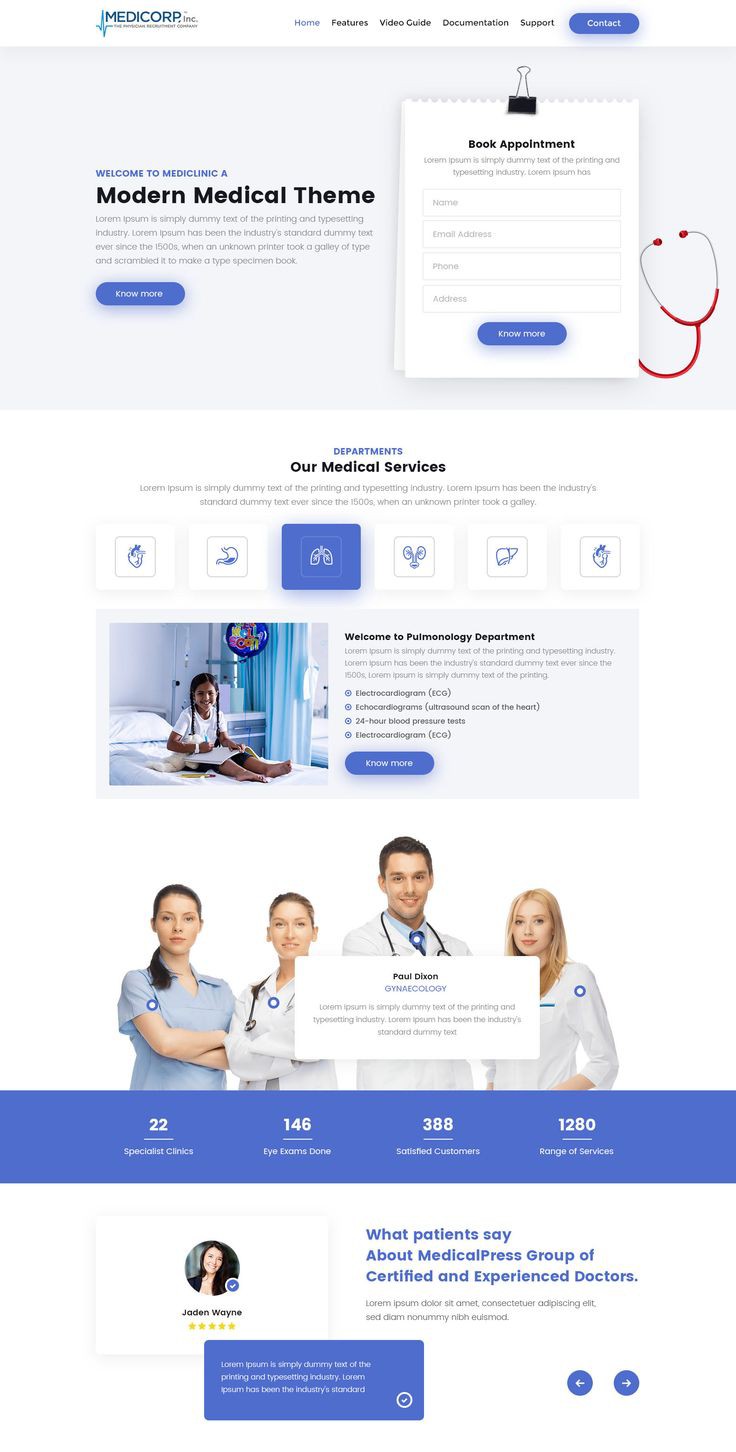 MEDICORP.™ Inc.
THE PHYSICIAN RECRUITMENT COMPANY
Home Features Video Guide Documentation Support Contact
WELCOME TO MEDICLINIC A
Modern Medical Theme
Lorem Ipsum is simply dummy text of the printing and typesetting
industry. Lorem Ipsum has been the industry's standard dummy text
ever since the 1500s, when an unknown printer took a galley of type
and scrambled it to make a type specimen book.
Know more
Book Appointment
Lorem Ipsum is simply dummy text of the printing and
typesetting industry. Lorem Ipsum has
Name
Email Address
Phone
Address
Know more
DEPARTMENTS
Our Medical Services
Lorem Ipsum is simply dummy text of the printing and typesetting industry. Lorem Ipsum has been the industry's
standard dummy text ever since the 1500s, when an unknown printer took a galley.
Welcome to Pulmonology Department
Lorem Ipsum is simply dummy text of the printing and typesetting industry.
Lorem Ipsum has been the industry's standard dummy text ever since the
1500s, Lorem Ipsum is simply dummy text of the printing.
Electrocardiogram (ECG)
Echocardiograms (ultrasound scan of the heart)
24-hour blood pressure tests
Electrocardiogram (ECG)
Know more
Paul Dixon
GYNAECOLOGY
Lorem Ipsum is simply dummy text of the printing and
typesetting industry. Lorem Ipsum has been the industry's
standard dummy text
22 146 388 1280
Specialist Clinics Eye Exams Done Satisfied Customers Range of Services
Jaden Wayne
Lorem Ipsum is simply dummy text of the
printing and typesetting industry. Lorem
Ipsum has been the industry's standard
What patients say
About MedicalPress Group of
Certified and Experienced Doctors.
Lorem ipsum dolor sit amet, consectetuer adipiscing elit,
sed diam nonummy nibh euismod.